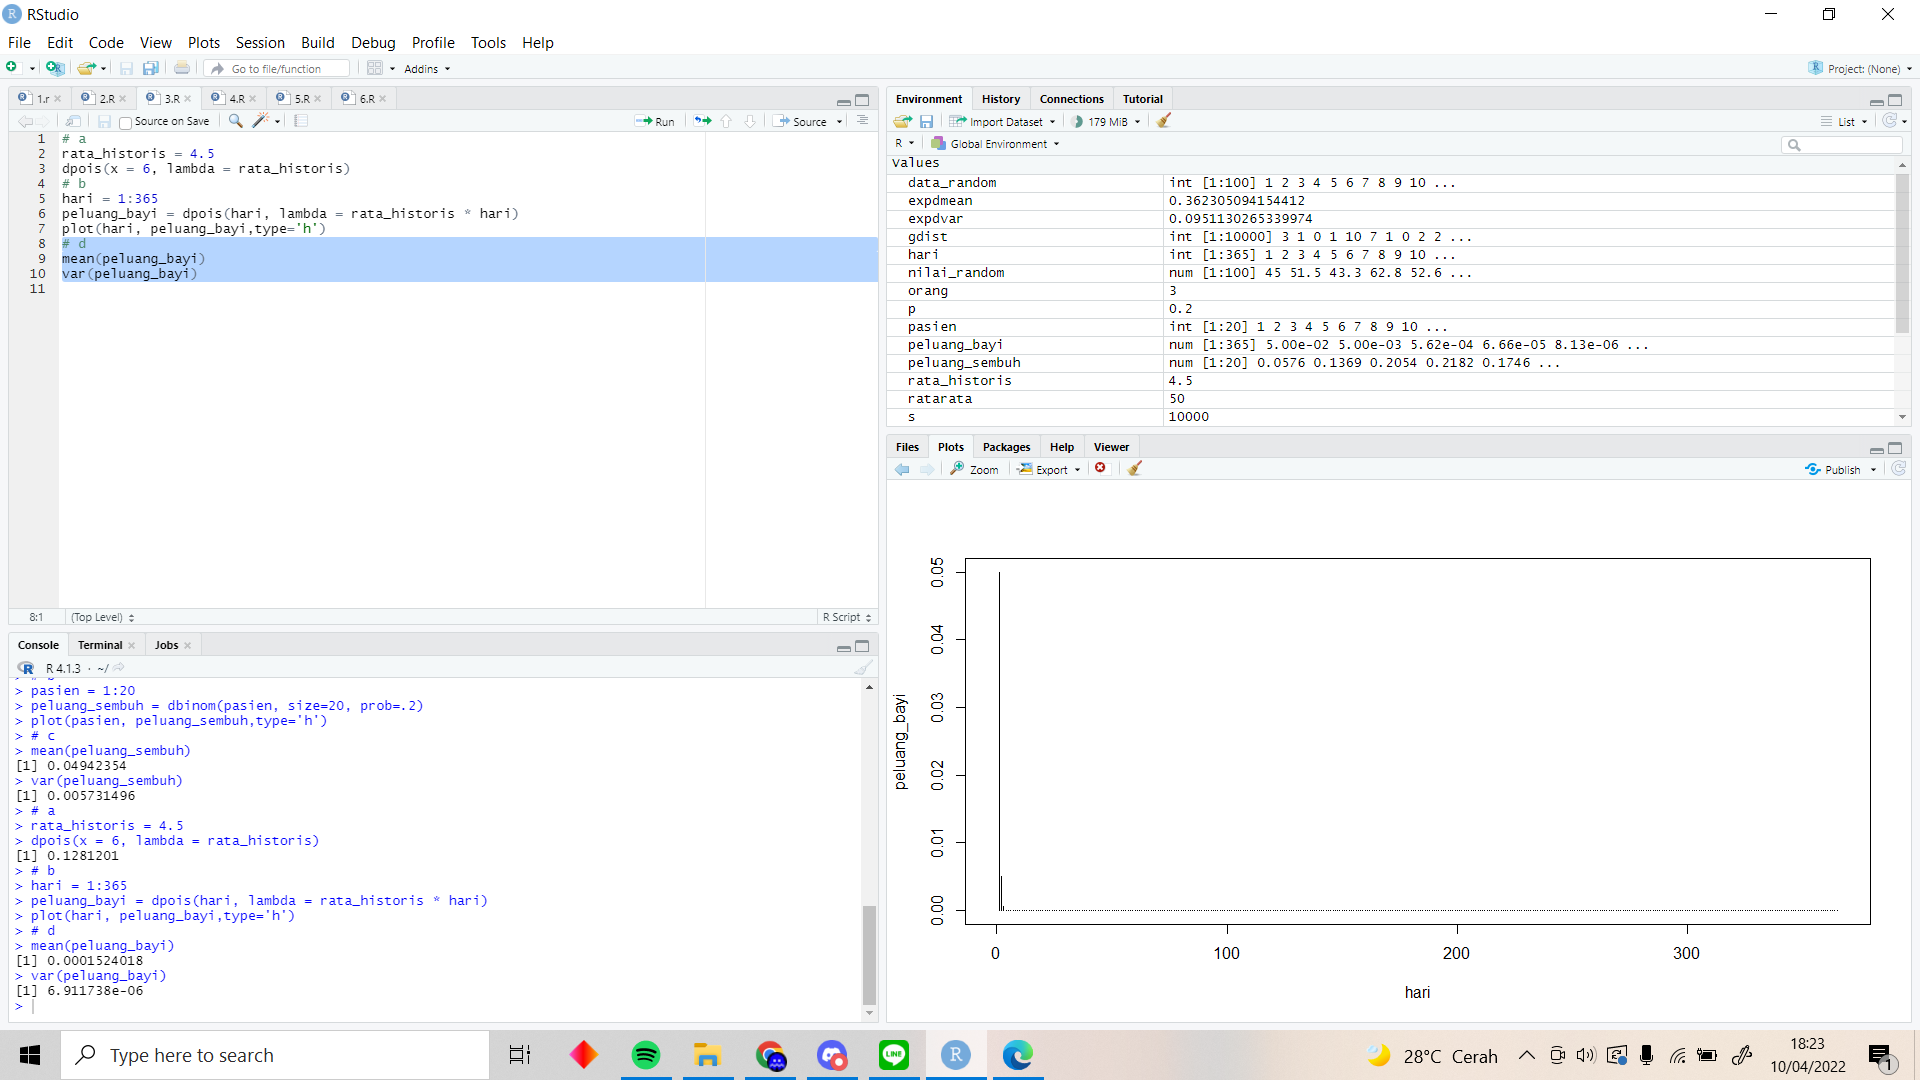 RStudio
File Edit Code View Plots Session Build Debug Profile Tools Help
Go to file/function Addins Project: (None)
1.r 2.R 3.R 4.R 5.R 6.R
Source on Save Run Source
1 # a
2 rata_historis = 4.5
3 dpois(x = 6, lambda = rata_historis)
4 # b
5 hari = 1:365
6 peluang_bayi = dpois(hari, lambda = rata_historis * hari)
7 plot(hari, peluang_bayi,type='h')
8 # d
9 mean(peluang_bayi)
10 var(peluang_bayi)
11
8:1 (Top Level) R Script
Console Terminal Jobs
R 4.1.3 · ~/
> pasien = 1:20
> peluang_sembuh = dbinom(pasien, size=20, prob=.2)
> plot(pasien, peluang_sembuh,type='h')
> # c
> mean(peluang_sembuh)
[1] 0.04942354
> var(peluang_sembuh)
[1] 0.005731496
> # a
> rata_historis = 4.5
> dpois(x = 6, lambda = rata_historis)
[1] 0.1281201
> # b
> hari = 1:365
> peluang_bayi = dpois(hari, lambda = rata_historis * hari)
> plot(hari, peluang_bayi,type='h')
> # d
> mean(peluang_bayi)
[1] 0.0001524018
> var(peluang_bayi)
[1] 6.911738e-06
>
Environment History Connections Tutorial
Import Dataset 179 MiB List
R Global Environment
Values
data_random int [1:100] 1 2 3 4 5 6 7 8 9 10 ...
expdmean 0.362305094154412
expdvar 0.0951130265339974
gdist int [1:10000] 3 1 0 1 10 7 1 0 2 2 ...
hari int [1:365] 1 2 3 4 5 6 7 8 9 10 ...
nilai_random num [1:100] 45 51.5 43.3 62.8 52.6 ...
orang 3
p 0.2
pasien int [1:20] 1 2 3 4 5 6 7 8 9 10 ...
peluang_bayi num [1:365] 5.00e-02 5.00e-03 5.62e-04 6.66e-05 8.13e-06 ...
peluang_sembuh num [1:20] 0.0576 0.1369 0.2054 0.2182 0.1746 ...
rata_historis 4.5
ratarata 50
s 10000
Files Plots Packages Help Viewer
Zoom Export Publish
peluang_bayi
0.05
0.04
0.03
0.02
0.01
0.00
0 100 200 300
hari
Type here to search
LINE
28°C Cerah
18:23
10/04/2022
1